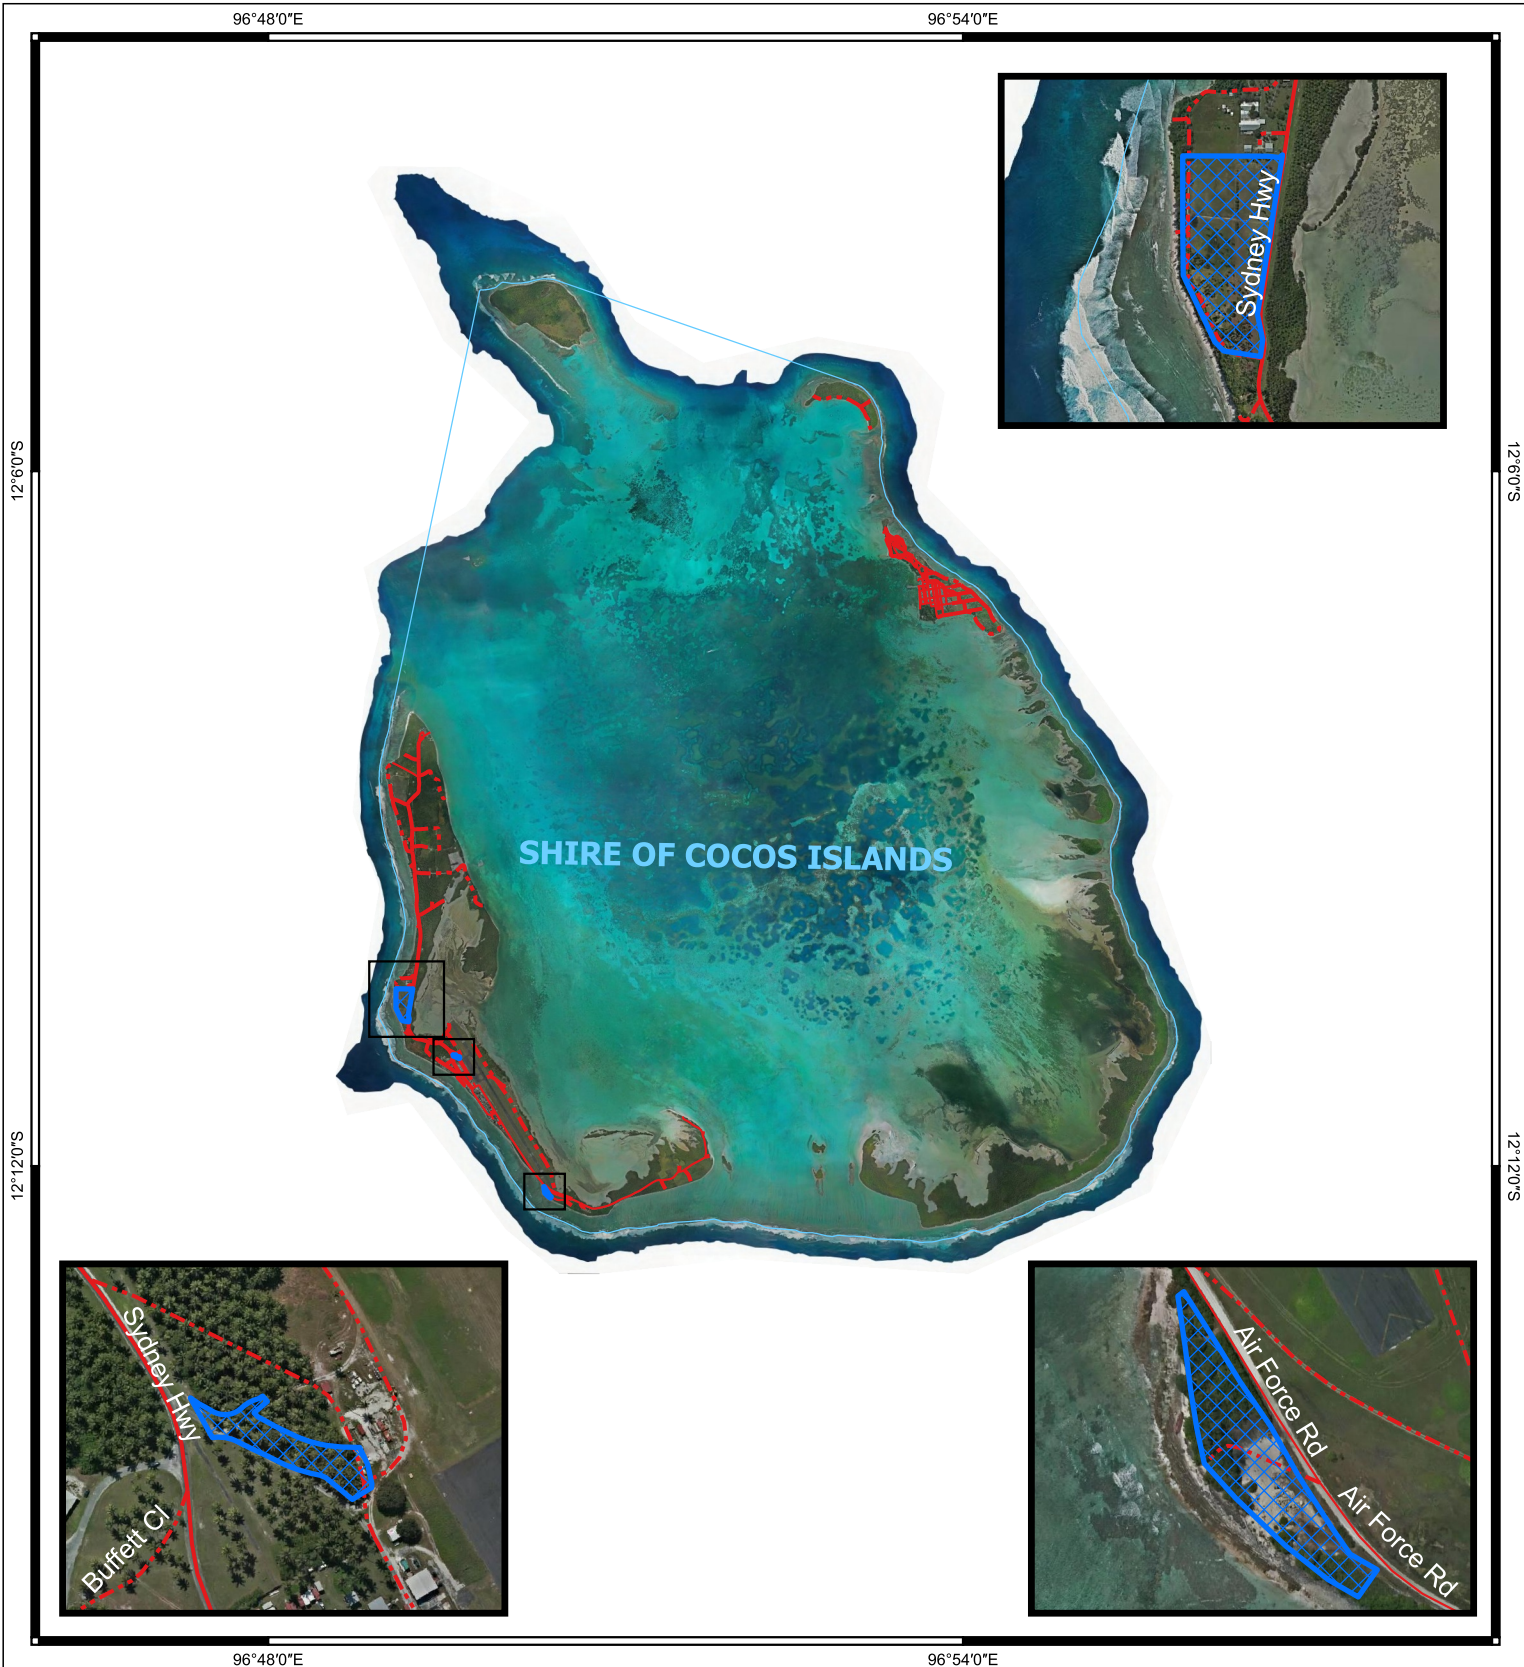 96°48'0"E
96°54'0"E
Sydney Hwy
12°6'0"S
12°6'0"S
SHIRE OF COCOS ISLANDS
12°12'0"S
12°12'0"S
Sydney Hwy
Buffett Cl
Air Force Rd
Air Force Rd
96°48'0"E
96°54'0"E